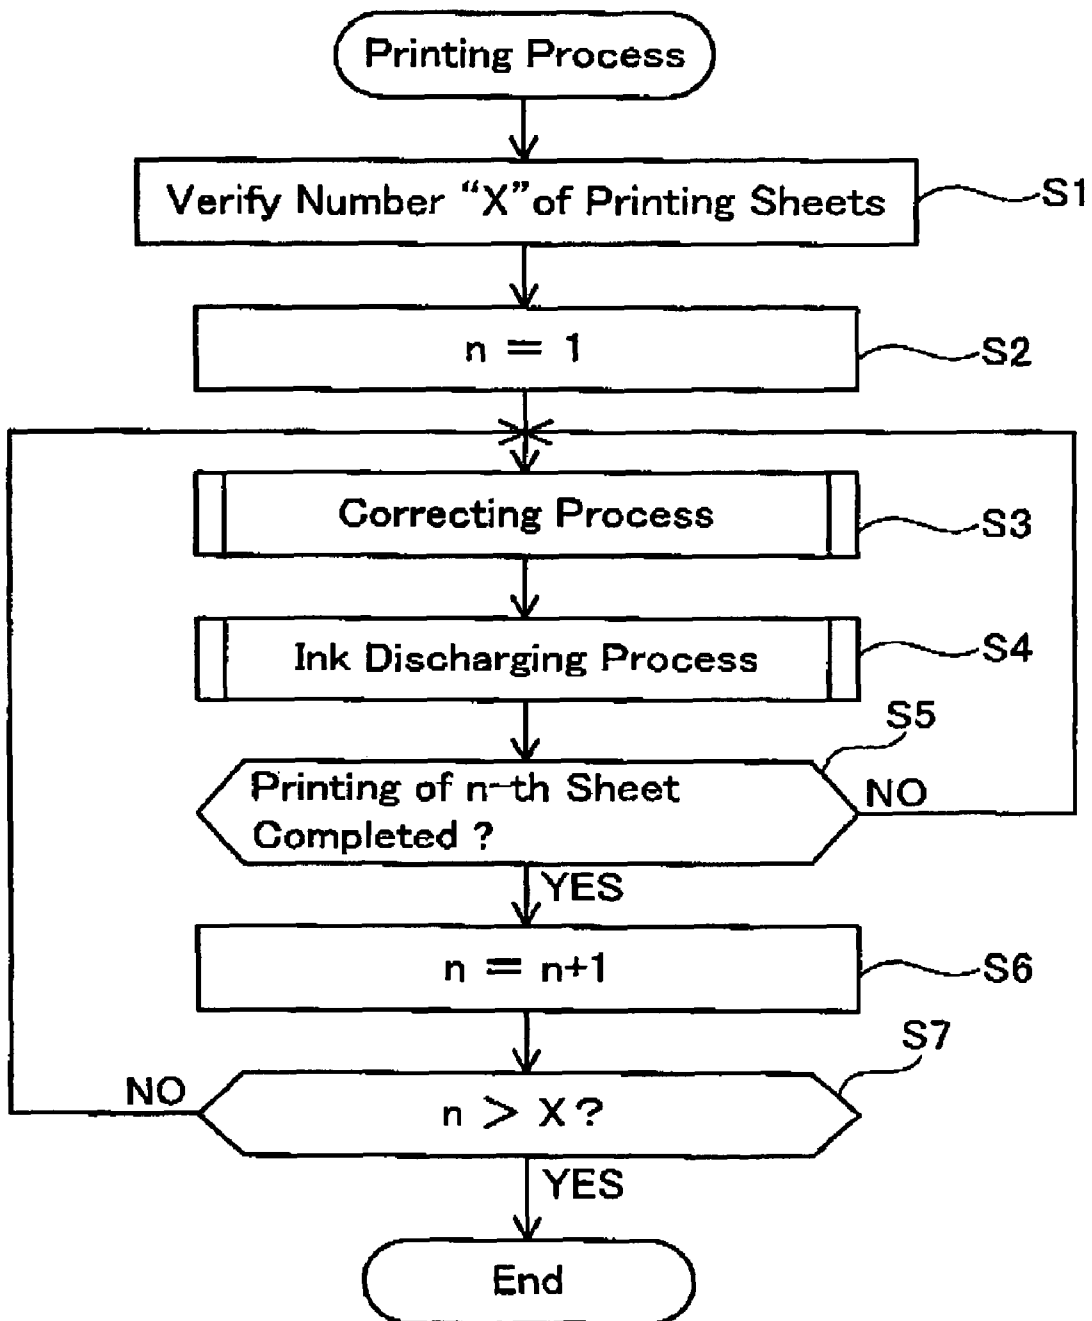 Printing Process
Verify Number “X” of Printing Sheets
S1
n = 1
S2
Correcting Process
S3
Ink Discharging Process
S4
S5
Printing of n-th Sheet
Completed ?
NO
YES
n = n+1
S6
S7
NO
n > X ?
YES
End